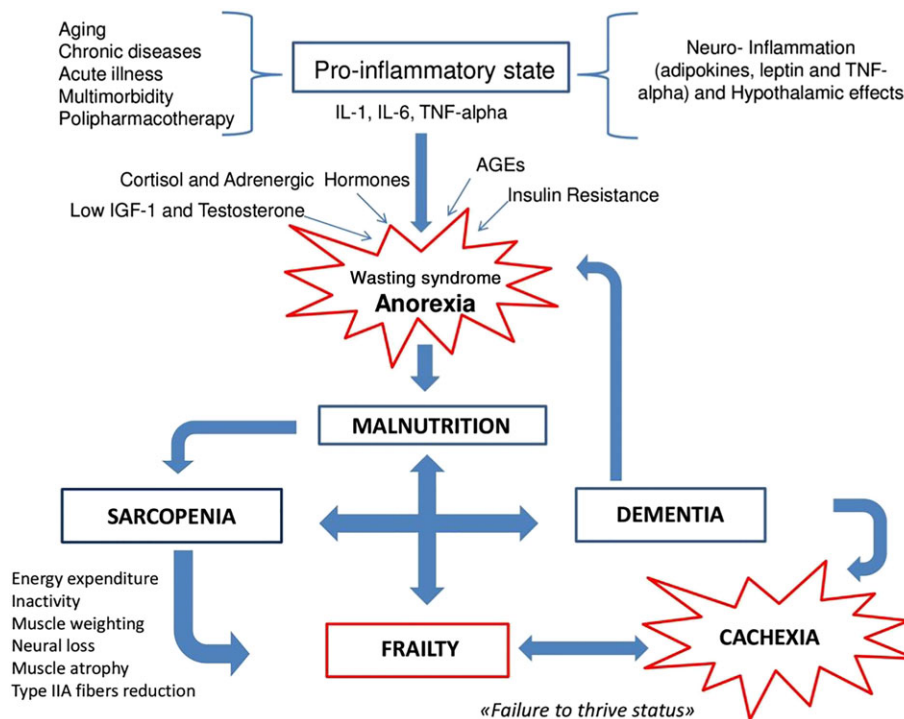 Aging
Chronic diseases
Acute illness
Multimorbidity
Polipharmacotherapy
Pro-inflammatory state
IL-1, IL-6, TNF-alpha
Neuro- Inflammation
(adipokines, leptin and TNF-
alpha) and Hypothalamic effects
Cortisol and Adrenergic Hormones
AGEs
Low IGF-1 and Testosterone
Insulin Resistance
Wasting syndrome
Anorexia
MALNUTRITION
SARCOPENIA
DEMENTIA
Energy expenditure
Inactivity
Muscle weighting
Neural loss
Muscle atrophy
Type IIA fibers reduction
FRAILTY
CACHEXIA
«Failure to thrive status»